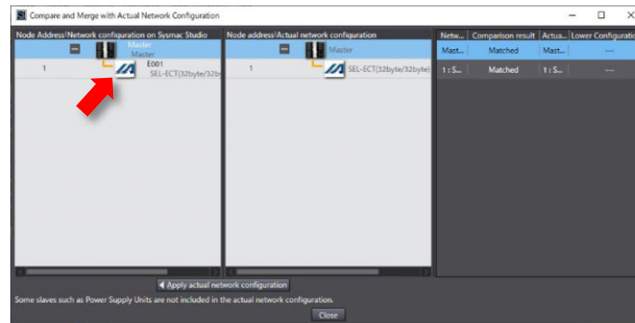 Compare and Merge with Actual Network Configuration
Node Address|Network configuration on Sysmac Studio
Node address|Actual network configuration
Netw... Comparison result Actua... Lower Configuratio
Master
Master
Master
Mast... Matched Mast... ---
1
E001
SEL-ECT(32byte/32b
1
SEL-ECT(32byte/32byte)
1 : S... Matched 1 : S... ---
Apply actual network configuration
Some slaves such as Power Supply Units are not included in the actual network configuration.
Close